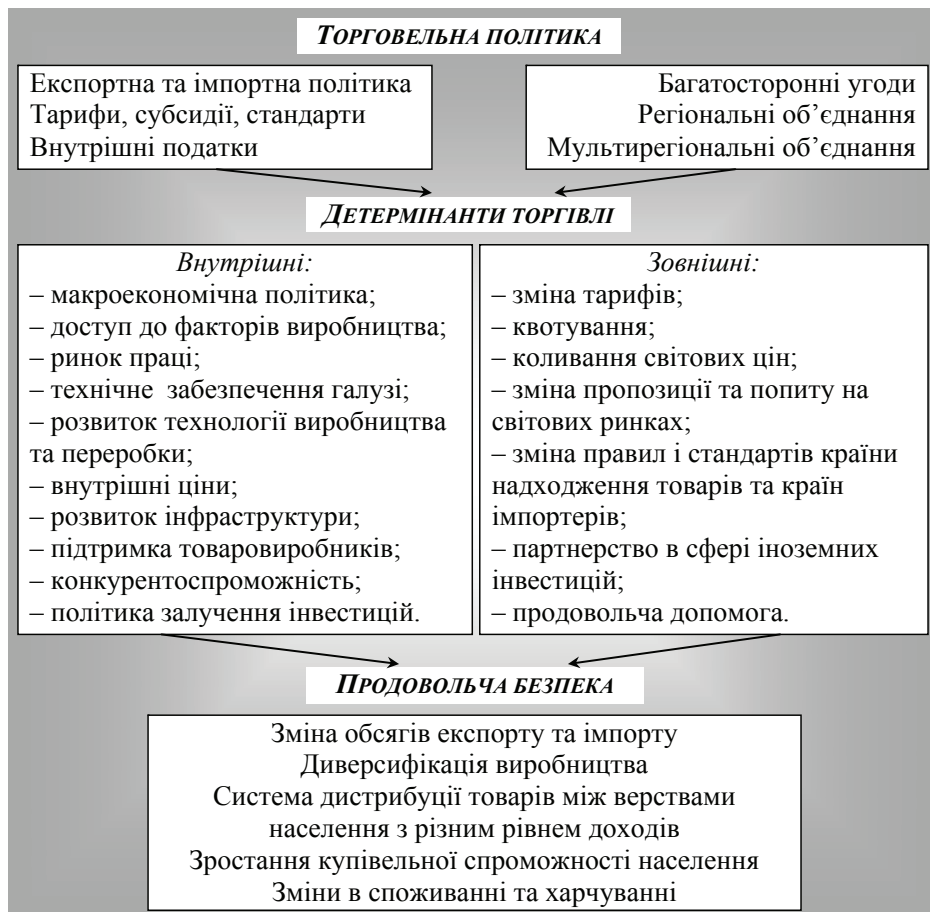 ТОРГОВЕЛЬНА ПОЛІТИКА
Експортна та імпортна політика
Тарифи, субсидії, стандарти
Внутрішні податки
Багатосторонні угоди
Регіональні об’єднання
Мультирегіональні об’єднання
ДЕТЕРМІНАНТИ ТОРГІВЛІ
Внутрішні:
– макроекономічна політика;
– доступ до факторів виробництва;
– ринок праці;
– технічне забезпечення галузі;
– розвиток технології виробництва
та переробки;
– внутрішні ціни;
– розвиток інфраструктури;
– підтримка товаровиробників;
– конкурентоспроможність;
– політика залучення інвестицій.
Зовнішні:
– зміна тарифів;
– квотування;
– коливання світових цін;
– зміна пропозиції та попиту на
світових ринках;
– зміна правил і стандартів країни
надходження товарів та країн
імпортерів;
– партнерство в сфері іноземних
інвестицій;
– продовольча допомога.
ПРОДОВОЛЬЧА БЕЗПЕКА
Зміна обсягів експорту та імпорту
Диверсифікація виробництва
Система дистрибуції товарів між верствами
населення з різним рівнем доходів
Зростання купівельної спроможності населення
Зміни в споживанні та харчуванні